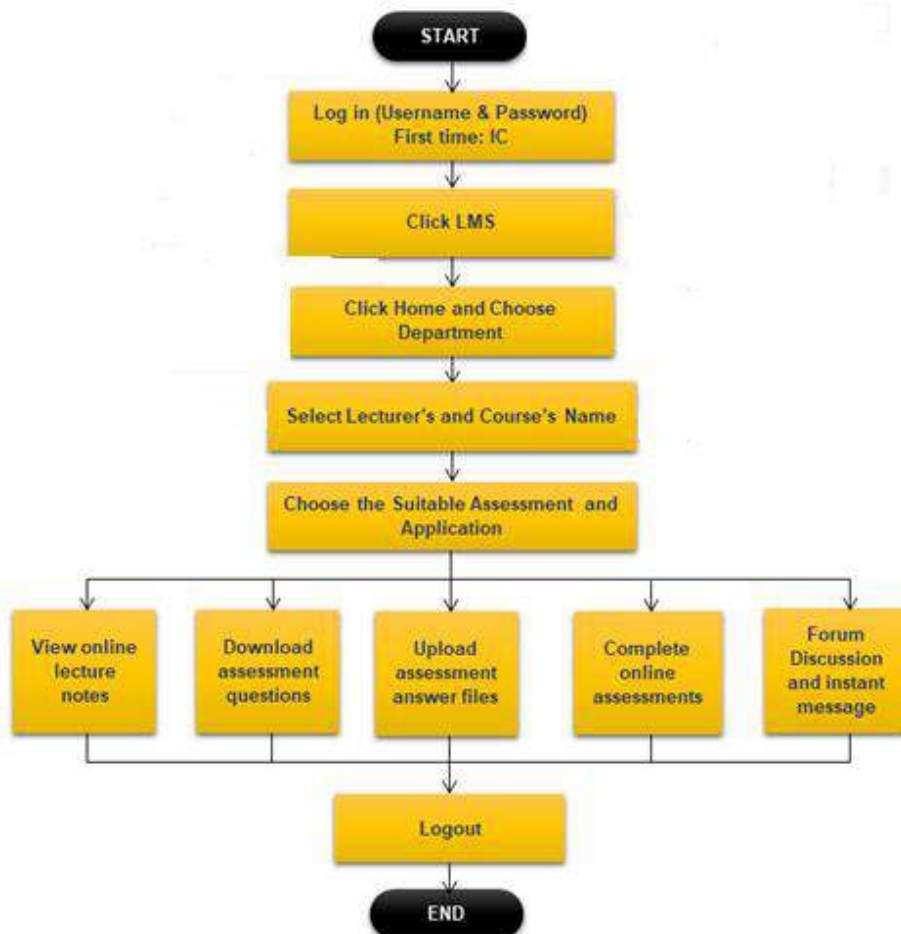 START
Log in (Username & Password)
First time: IC
Click LMS
Click Home and Choose
Department
Select Lecturer's and Course's Name
Choose the Suitable Assessment and
Application
View online
lecture
notes
Download
assessment
questions
Upload
assessment
answer files
Complete
online
assessments
Forum
Discussion
and instant
message
Logout
END